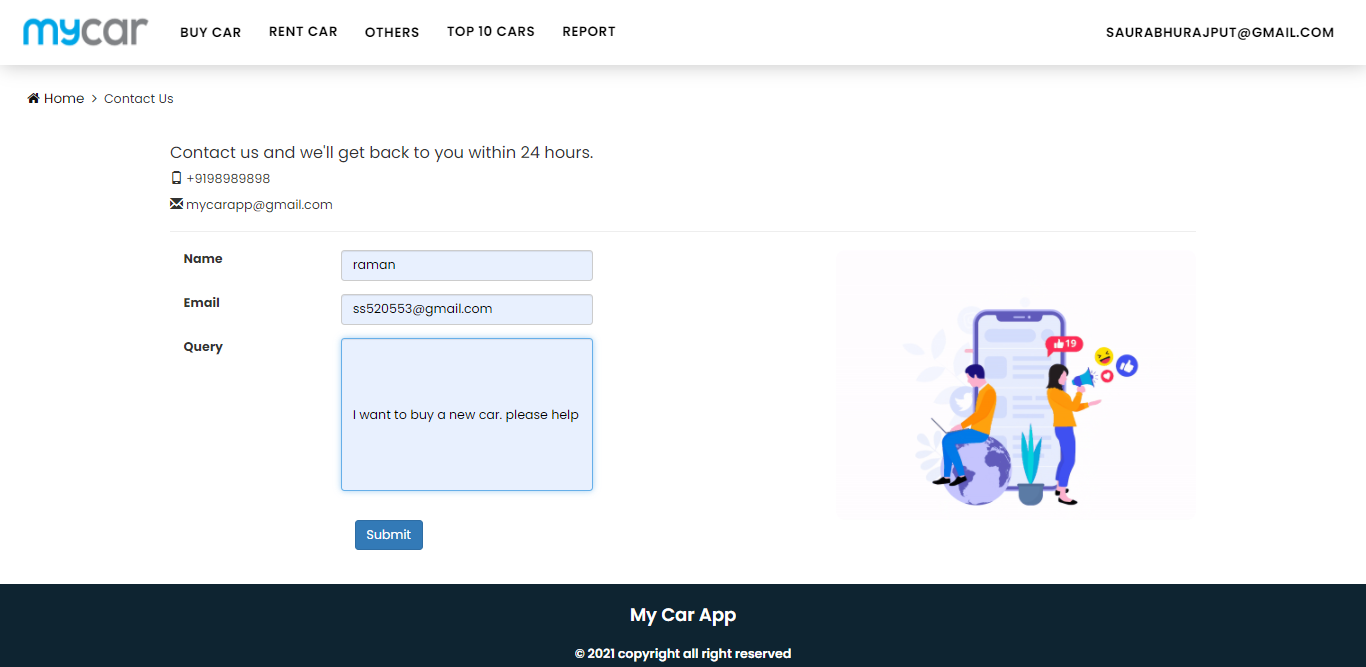 mycar BUY CAR RENT CAR OTHERS TOP 10 CARS REPORT SAURABHURAJPUT@GMAIL.COM
Home > Contact Us
Contact us and we'll get back to you within 24 hours.
+9198989898
mycarapp@gmail.com
Name raman
Email ss520553@gmail.com
Query I want to buy a new car. please help
19
Submit
My Car App
© 2021 copyright all right reserved